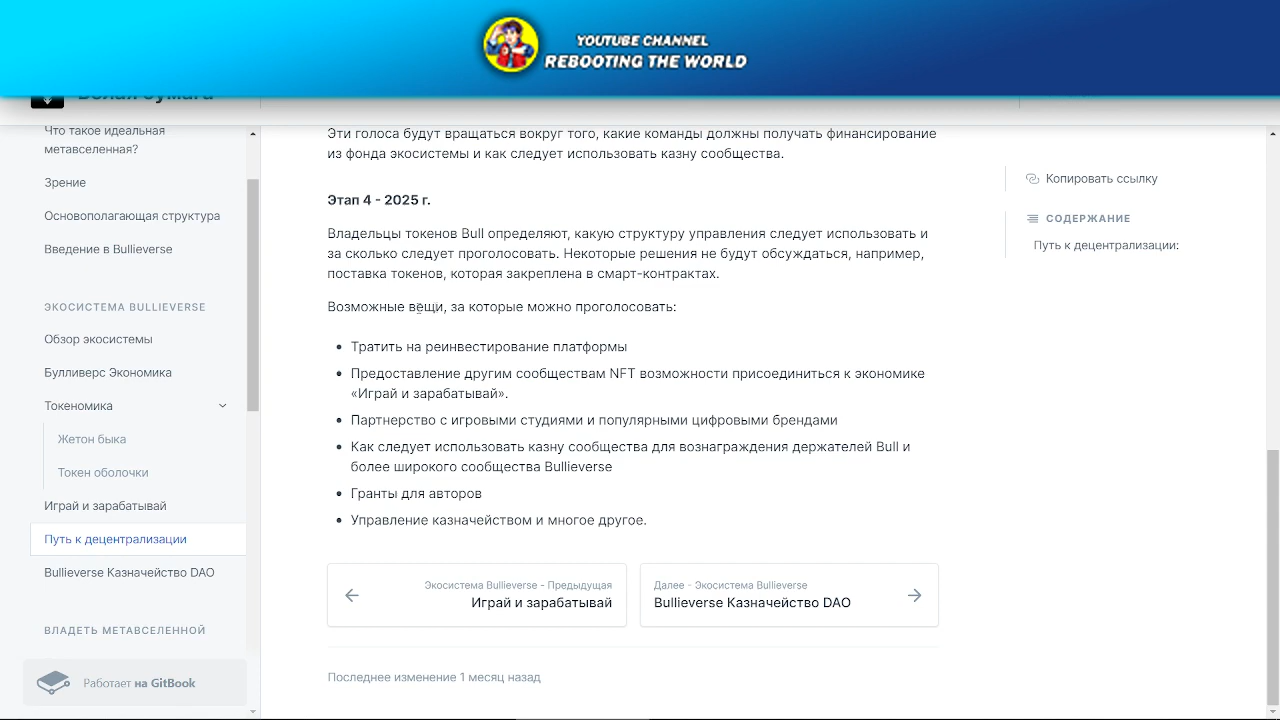 YOUTUBE CHANNEL
REBOOTING THE WORLD
Что такое идеальная
метавселенная?
Зрение
Основополагающая структура
Введение в Bullieverse
ЭКОСИСТЕМА BULLIEVERSE
Обзор экосистемы
Булливерс Экономика
Токеномика
Жетон быка
Токен оболочки
Играй и зарабатывай
Путь к децентрализации
Bullieverse Казначейство DAO
ВЛАДЕТЬ МЕТАВСЕЛЕННОЙ
Работает на GitBook
Эти голоса будут вращаться вокруг того, какие команды должны получать финансирование
из фонда экосистемы и как следует использовать казну сообщества.
Этап 4 - 2025 г.
Владельцы токенов Bull определяют, какую структуру управления следует использовать и
за сколько следует проголосовать. Некоторые решения не будут обсуждаться, например,
поставка токенов, которая закреплена в смарт-контрактах.
Возможные вещи, за которые можно проголосовать:
Тратить на реинвестирование платформы
Предоставление другим сообществам NFT возможности присоединиться к экономике
«Играй и зарабатывай».
Партнерство с игровыми студиями и популярными цифровыми брендами
Как следует использовать казну сообщества для вознаграждения держателей Bull и
более широкого сообщества Bullieverse
Гранты для авторов
Управление казначейством и многое другое.
Экосистема Bullieverse - Предыдущая
Играй и зарабатывай
Далее - Экосистема Bullieverse
Bullieverse Казначейство DAO
Последнее изменение 1 месяц назад
Копировать ссылку
СОДЕРЖАНИЕ
Путь к децентрализации: